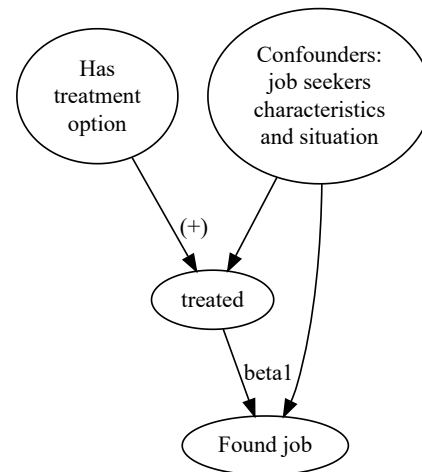 Has
treatment
option
Confounders:
job seekers
characteristics
and situation
(+)
treated
beta1
Found job